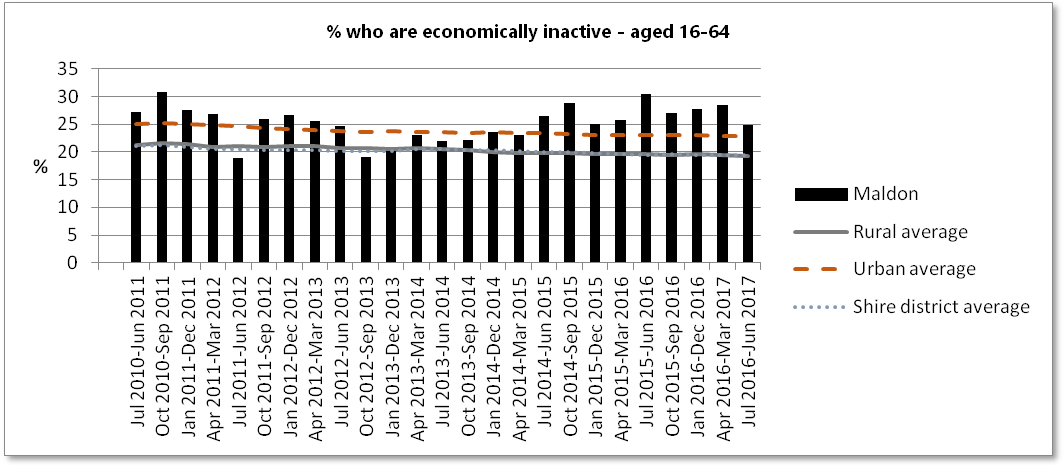 % who are economically inactive - aged 16-64
35
30
25
20
15
10
5
0
%
Jul 2010-Jun 2011
Oct 2010-Sep 2011
Jan 2011-Dec 2011
Apr 2011-Mar 2012
Jul 2011-Jun 2012
Oct 2011-Sep 2012
Jan 2012-Dec 2012
Apr 2012-Mar 2013
Jul 2012-Jun 2013
Oct 2012-Sep 2013
Jan 2013-Dec 2013
Apr 2013-Mar 2014
Jul 2013-Jun 2014
Oct 2013-Sep 2014
Jan 2014-Dec 2014
Apr 2014-Mar 2015
Jul 2014-Jun 2015
Oct 2014-Sep 2015
Jan 2015-Dec 2015
Apr 2015-Mar 2016
Jul 2015-Jun 2016
Oct 2015-Sep 2016
Jan 2016-Dec 2016
Apr 2016-Mar 2017
Jul 2016-Jun 2017
Maldon
Rural average
Urban average
Shire district average